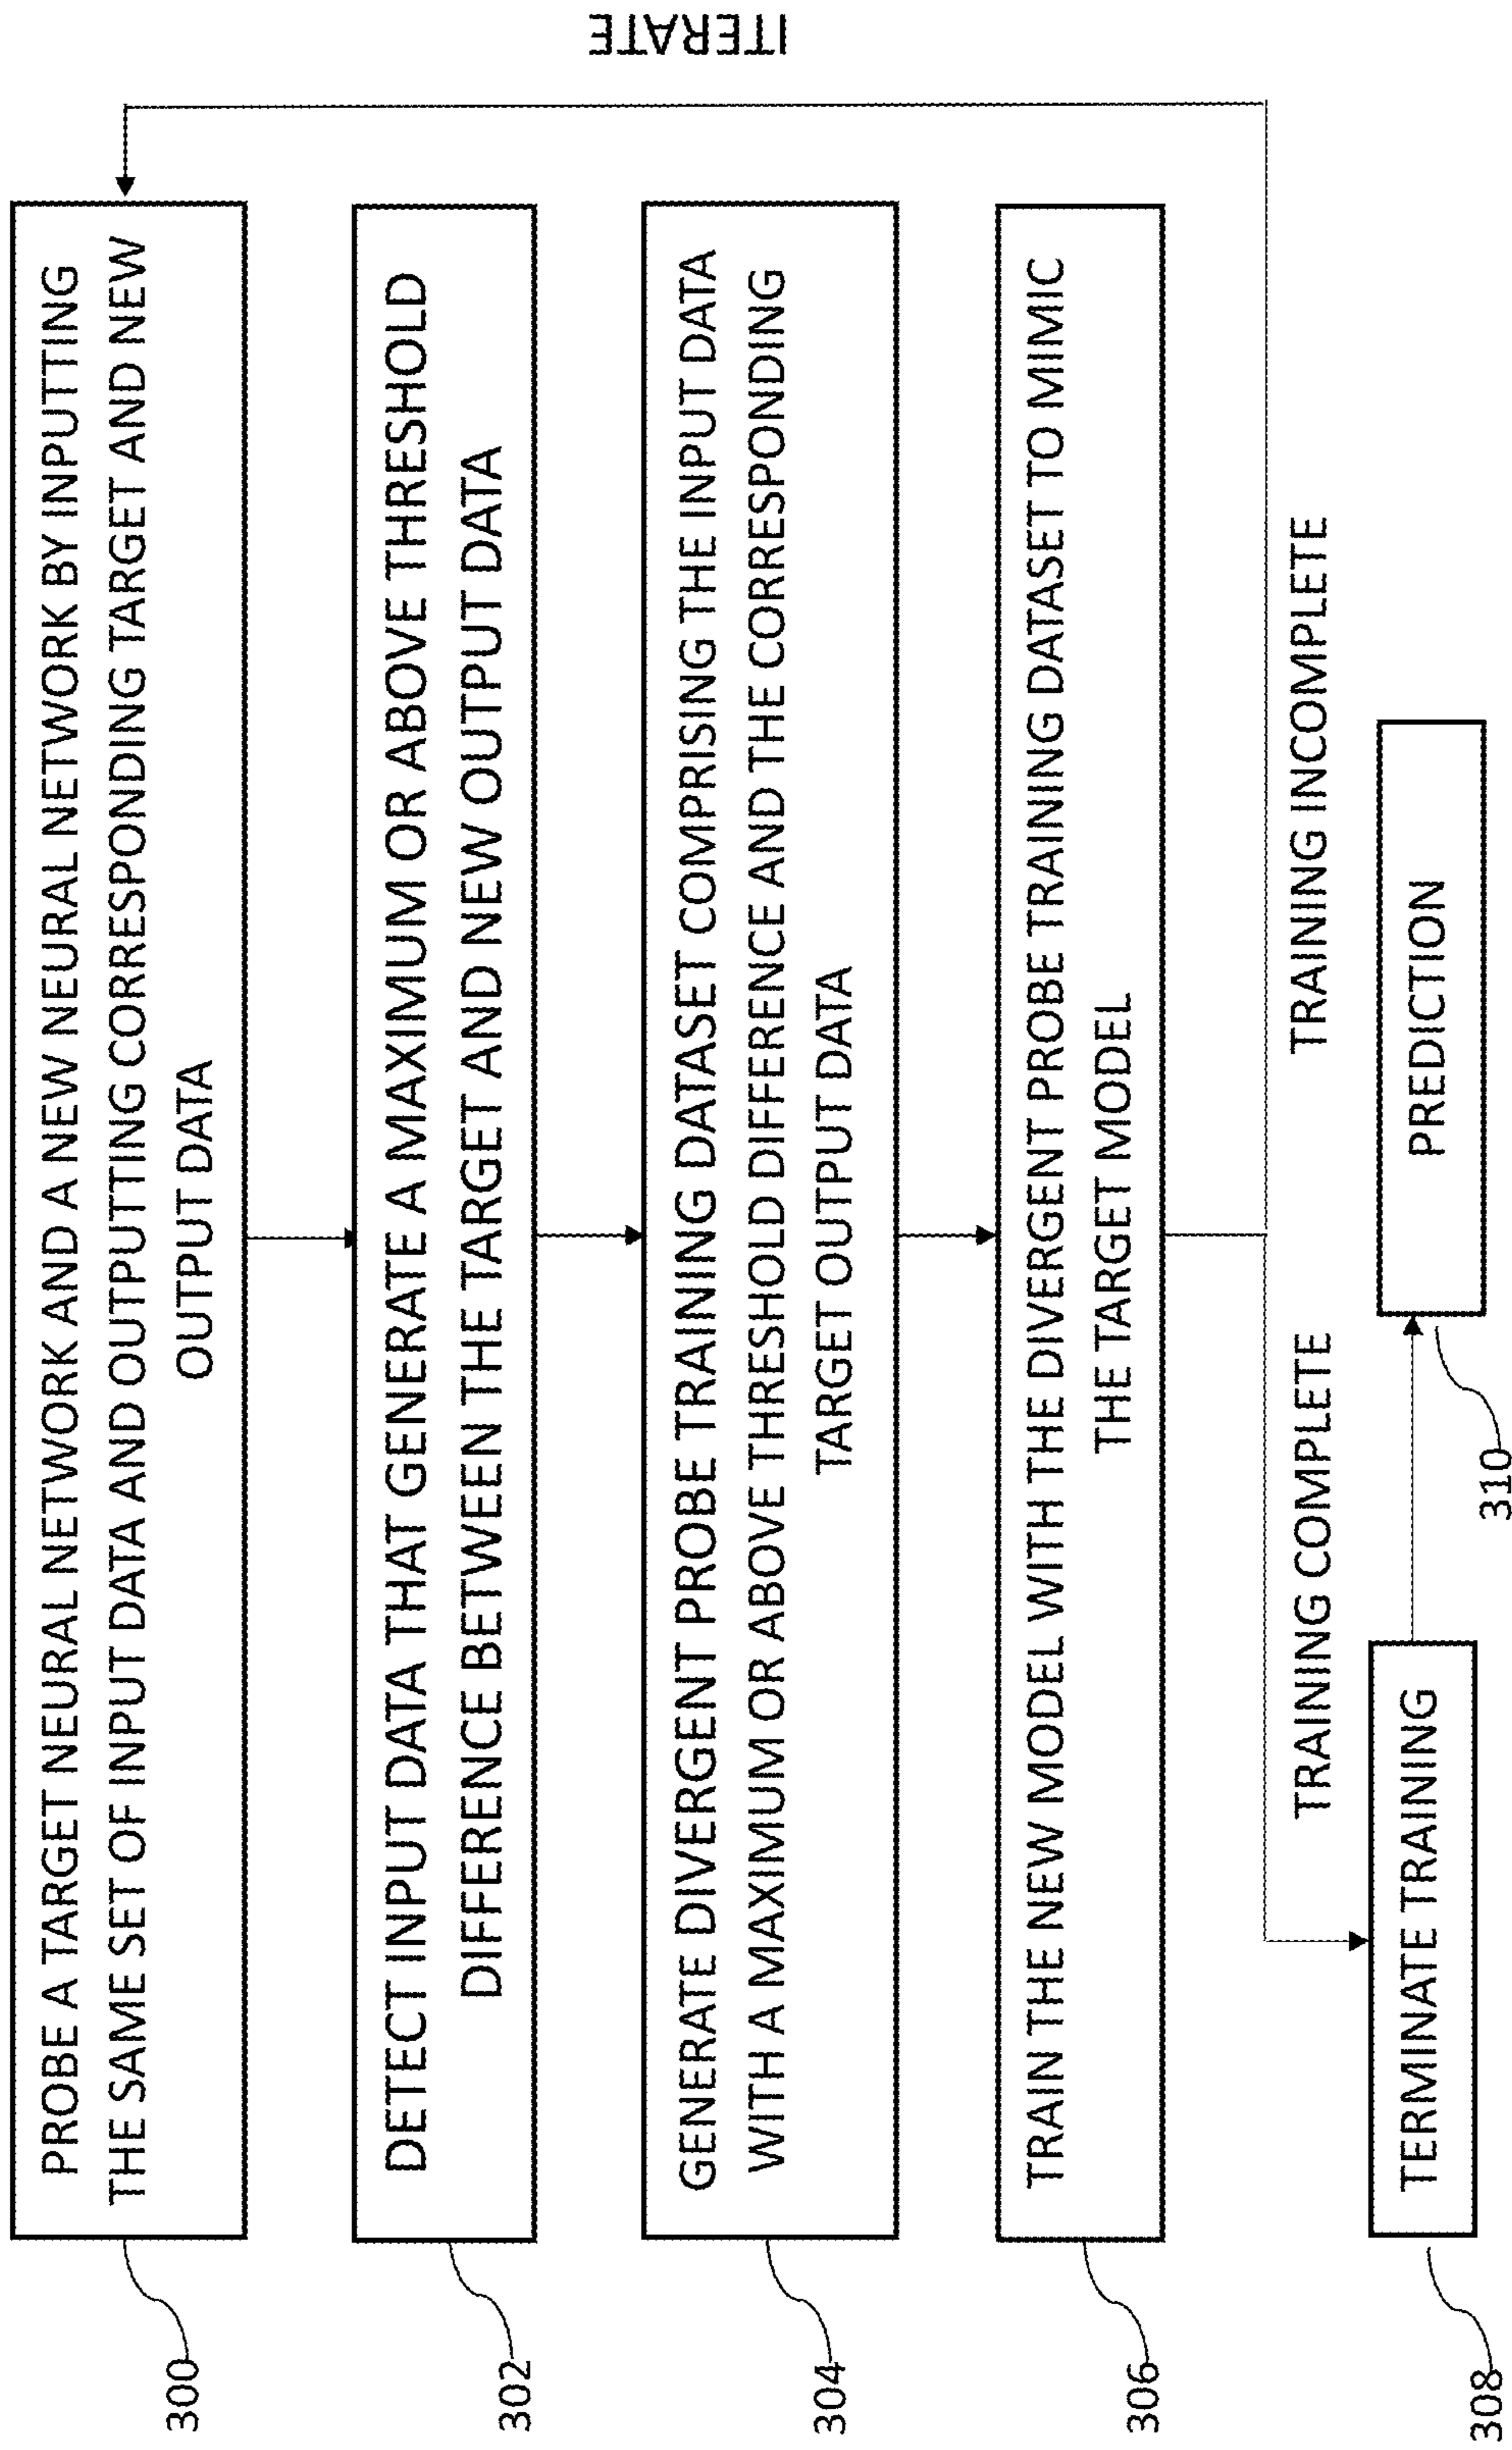 300
PROBE A TARGET NEURAL NETWORK AND A NEW NEURAL NETWORK BY INPUTTING
THE SAME SET OF INPUT DATA AND OUTPUTTING CORRESPONDING TARGET AND NEW
OUTPUT DATA
302
DETECT INPUT DATA THAT GENERATE A MAXIMUM OR ABOVE THRESHOLD
DIFFERENCE BETWEEN THE TARGET AND NEW OUTPUT DATA
304
GENERATE DIVERGENT PROBE TRAINING DATASET COMPRISING THE INPUT DATA
WITH A MAXIMUM OR ABOVE THRESHOLD DIFFERENCE AND THE CORRESPONDING
TARGET OUTPUT DATA
306
TRAIN THE NEW MODEL WITH THE DIVERGENT PROBE TRAINING DATASET TO MIMIC
THE TARGET MODEL
TRAINING COMPLETE
TRAINING INCOMPLETE
ITERATE
308
TERMINATE TRAINING
310
PREDICTION